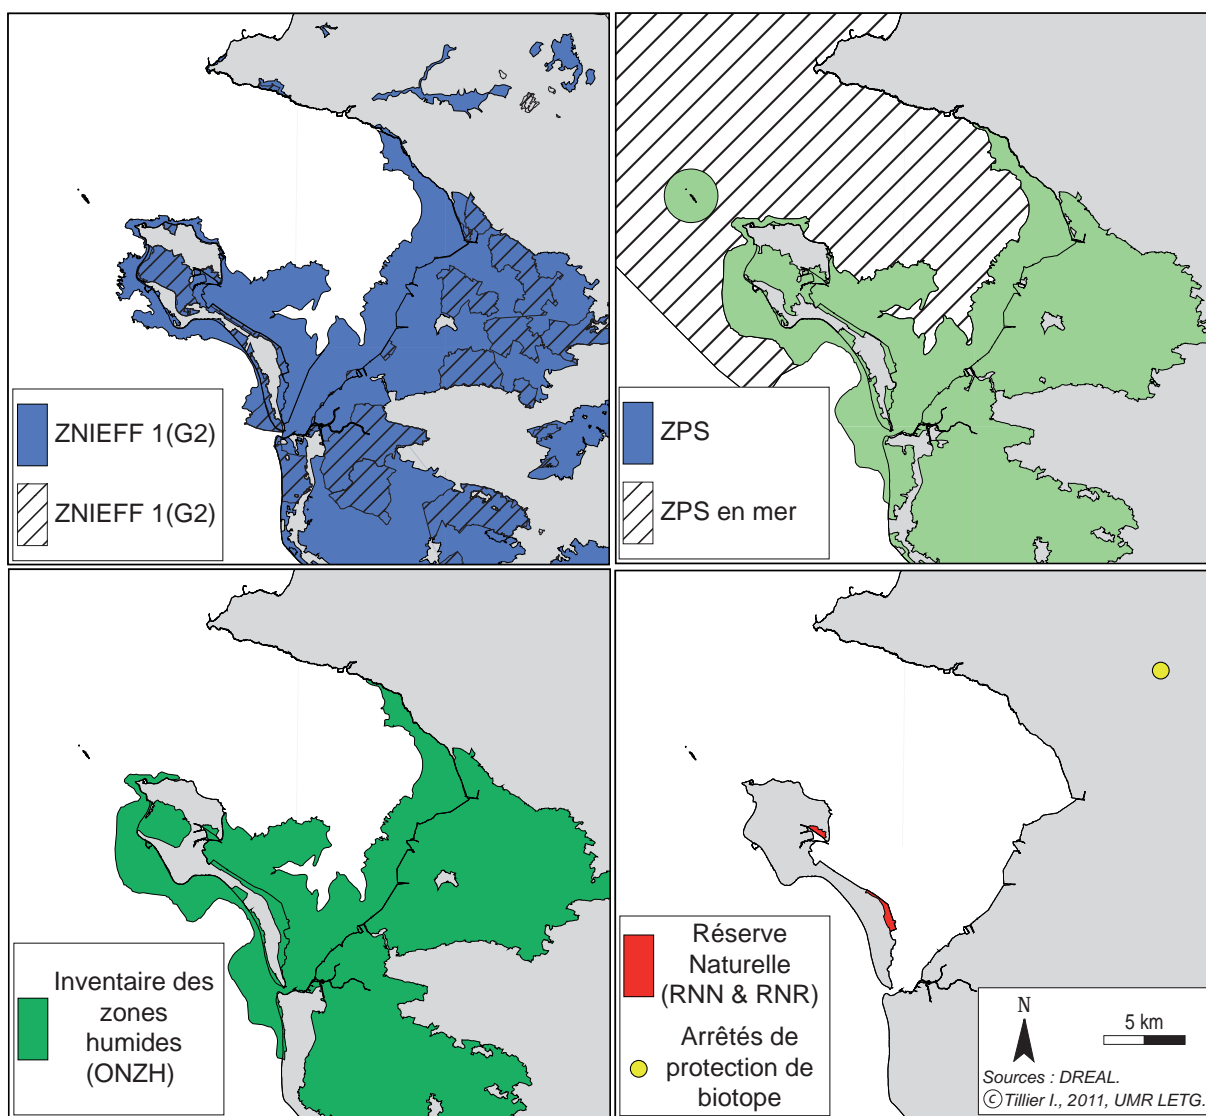 ZNIEFF 1(G2)
ZNIEFF 1(G2)
ZPS
ZPS en mer
Inventaire des
zones
humides
(ONZH)
Réserve
Naturelle
(RNN & RNR)
Arrêtés de
protection de
biotope
N
5 km
Sources : DREAL.
©Tillier I., 2011, UMR LETG.